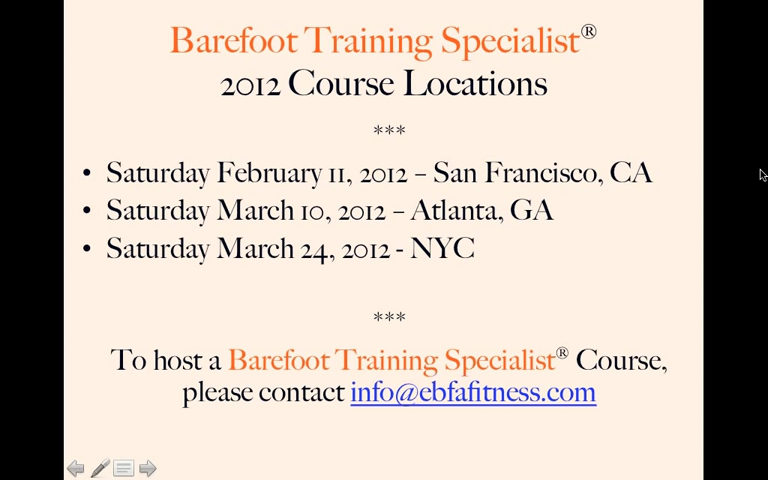 Barefoot Training Specialist®
2012 Course Locations
***
• Saturday February 11, 2012 – San Francisco, CA
• Saturday March 10, 2012 – Atlanta, GA
• Saturday March 24, 2012 - NYC
***
To host a Barefoot Training Specialist® Course,
please contact info@ebfafitness.com